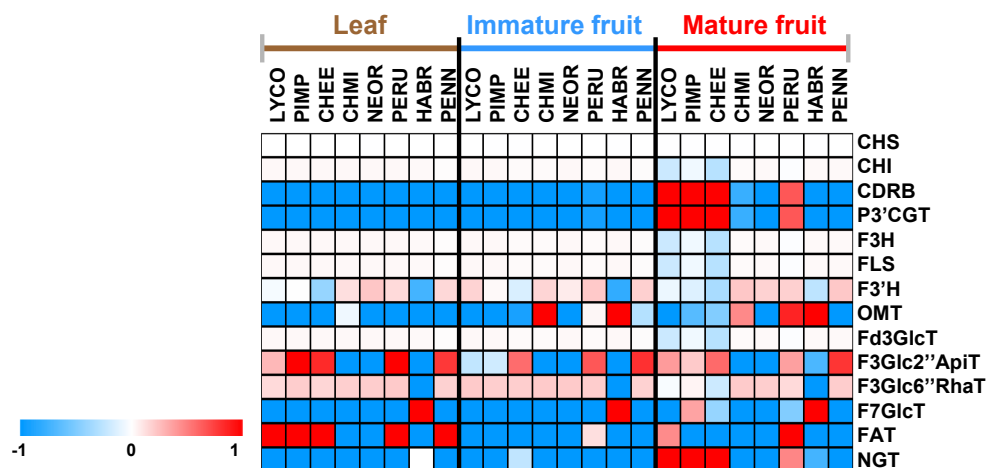 Leaf Immature fruit Mature fruit
LYCO PIMP CHEE CHMI NEOR PERU HABR PENN LYCO PIMP CHEE CHMI NEOR PERU HABR PENN LYCO PIMP CHEE CHMI NEOR PERU HABR PENN
CHS
CHI
CDRB
P3'CGT
F3H
FLS
F3'H
OMT
Fd3GlcT
F3Glc2''ApiT
F3Glc6''RhaT
F7GlcT
FAT
NGT
-1 0 1